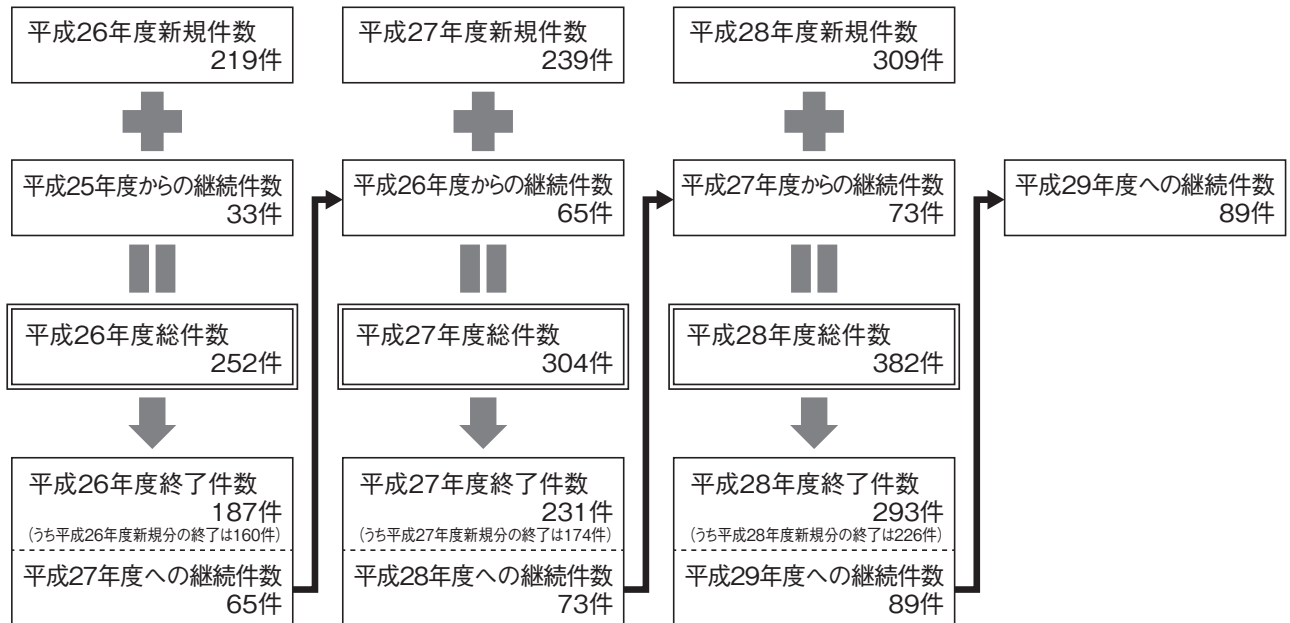 平成26年度新規件数
219件
平成25年度からの継続件数
33件
平成26年度総件数
252件
平成26年度終了件数
187件
(うち平成26年度新規分の終了は160件)
平成27年度への継続件数
65件
平成27年度新規件数
239件
平成26年度からの継続件数
65件
平成27年度総件数
304件
平成27年度終了件数
231件
(うち平成27年度新規分の終了は174件)
平成28年度への継続件数
73件
平成28年度新規件数
309件
平成27年度からの継続件数
73件
平成28年度総件数
382件
平成28年度終了件数
293件
(うち平成28年度新規分の終了は226件)
平成29年度への継続件数
89件
平成29年度への継続件数
89件